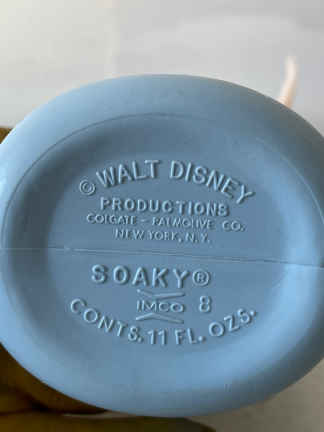 © WALT DISNEY
PRODUCTIONS
COLGATE - PALMOLIVE CO.
NEW YORK, N.Y.
SOAKY®
IMCO 8
CONTS. 11 FL. OZS.